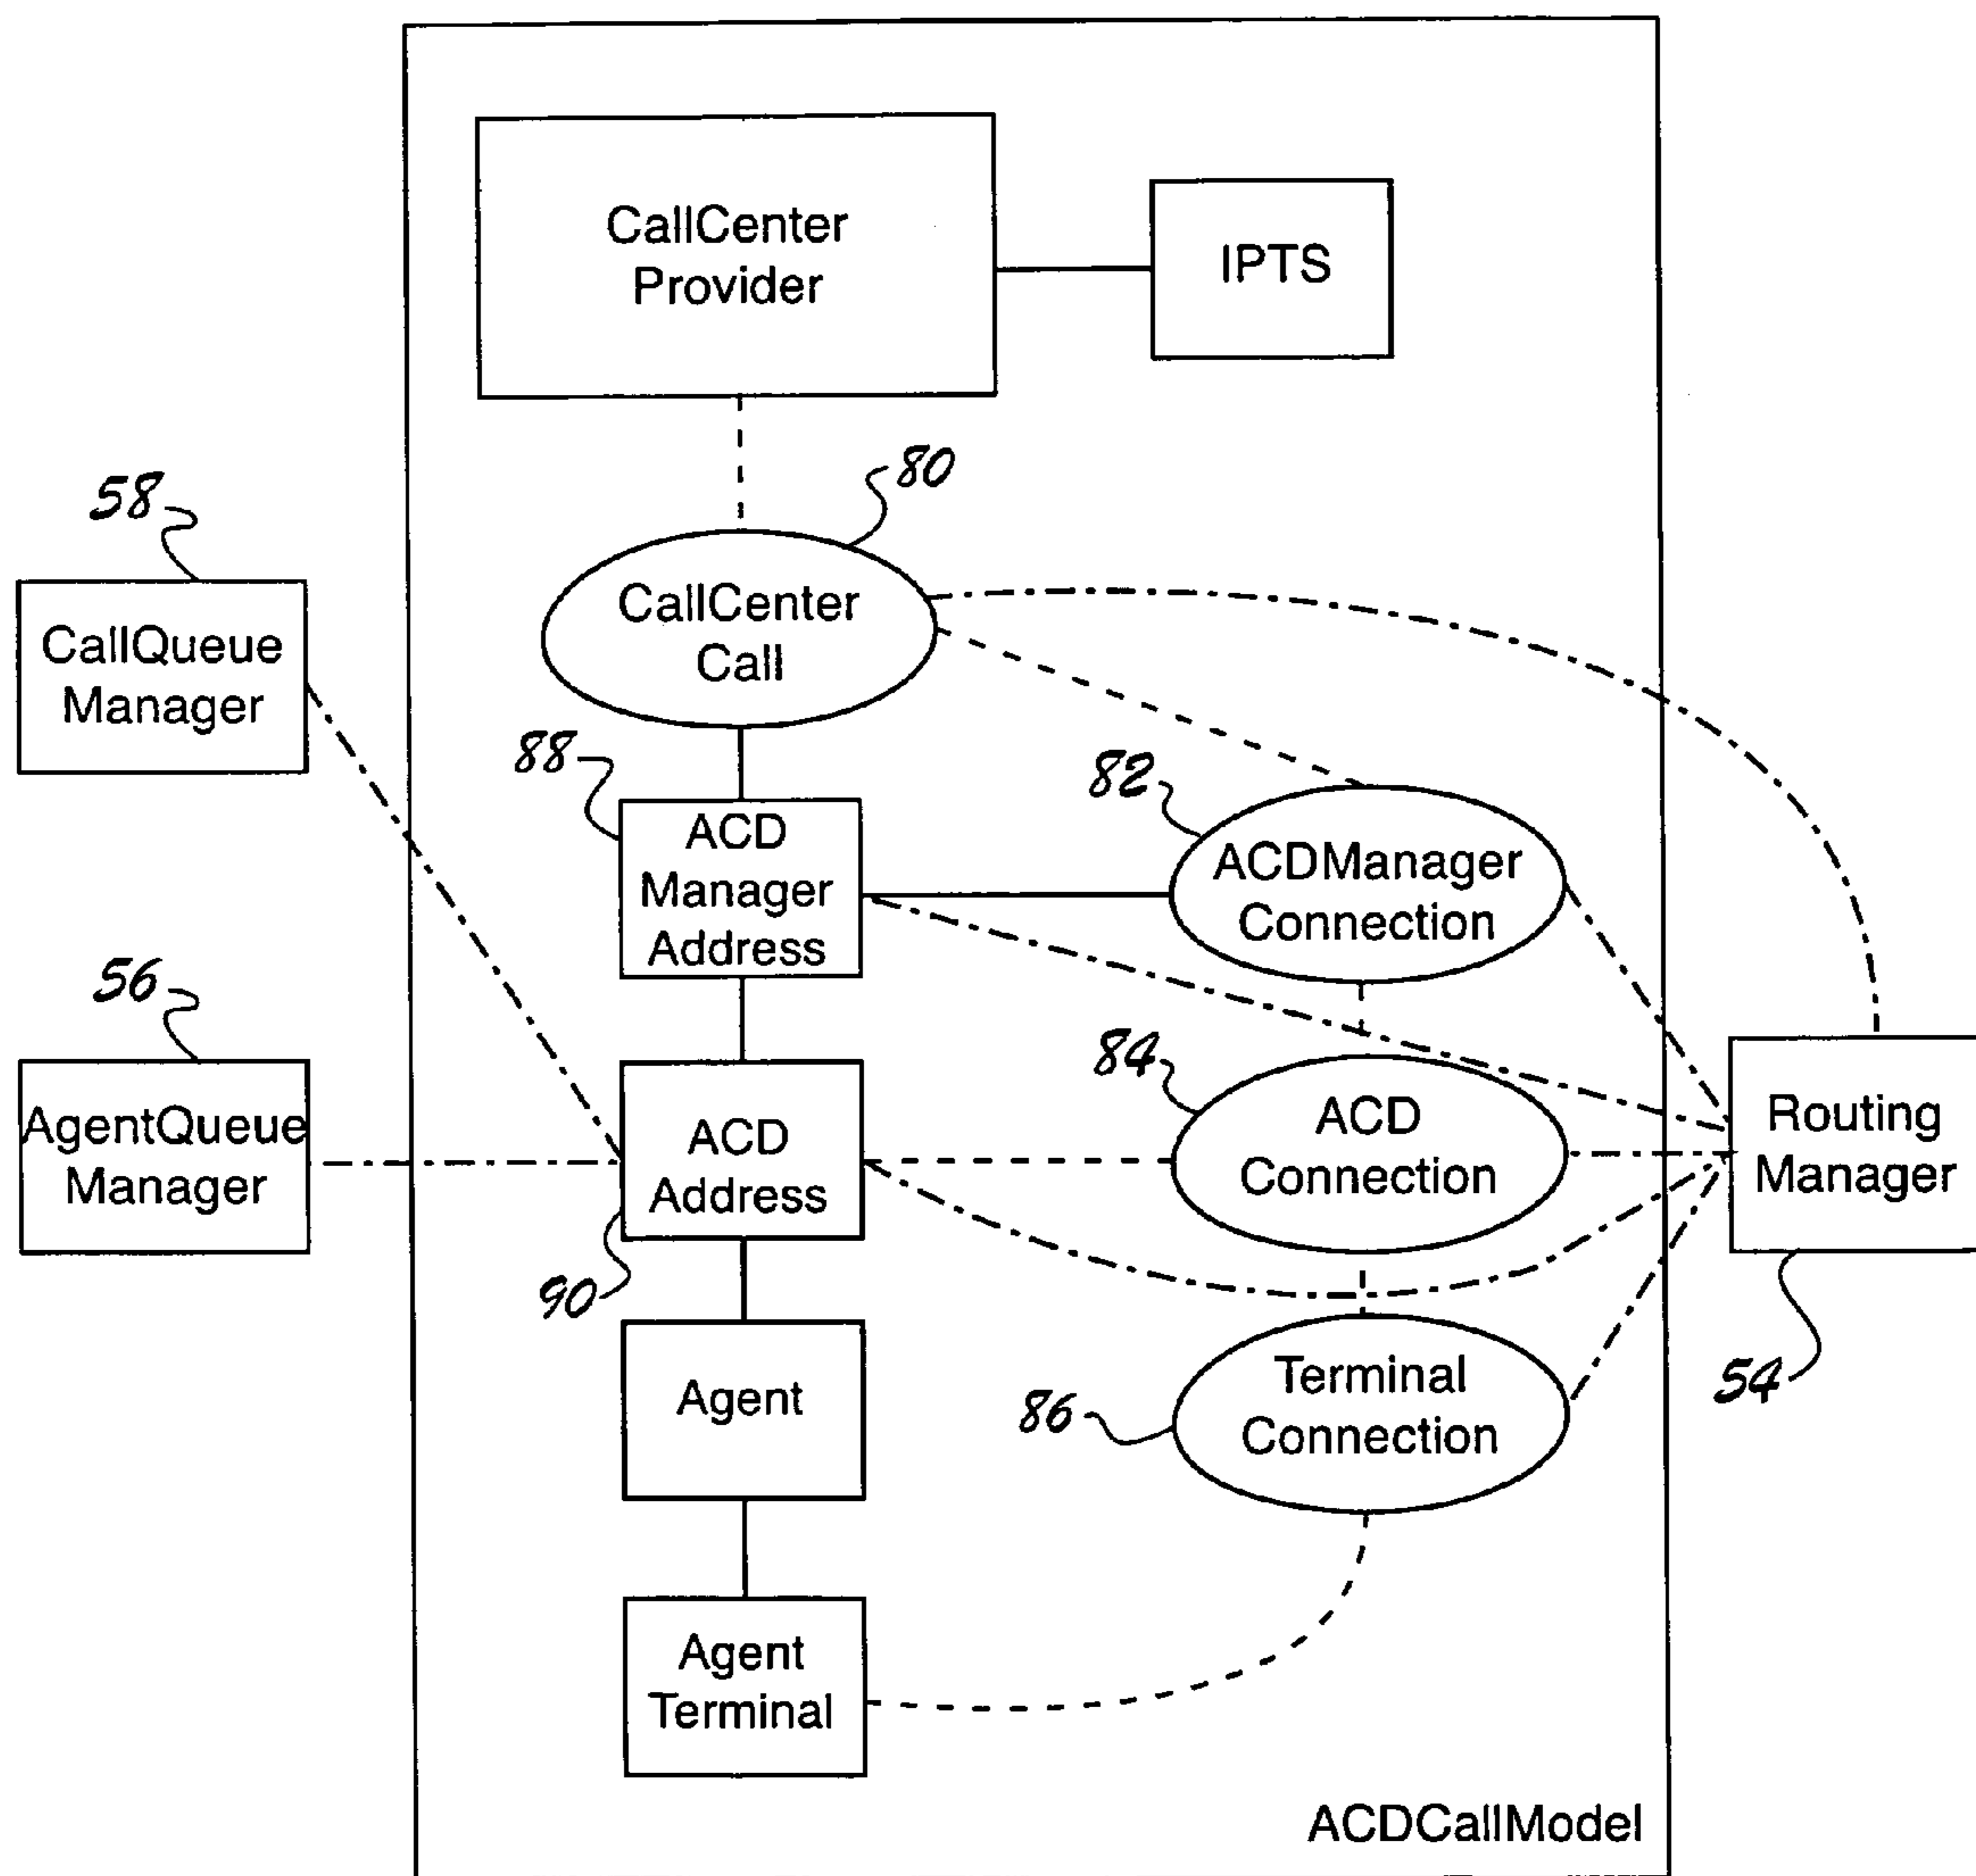 CallCenter
Provider
IPTS
80
58
CallCenter
Call
CallQueue
Manager
88
82
ACD
Manager
Address
ACDManager
Connection
56
84
AgentQueue
Manager
ACD
Address
ACD
Connection
Routing
Manager
90
54
Agent
86
Terminal
Connection
Agent
Terminal
ACDCallModel